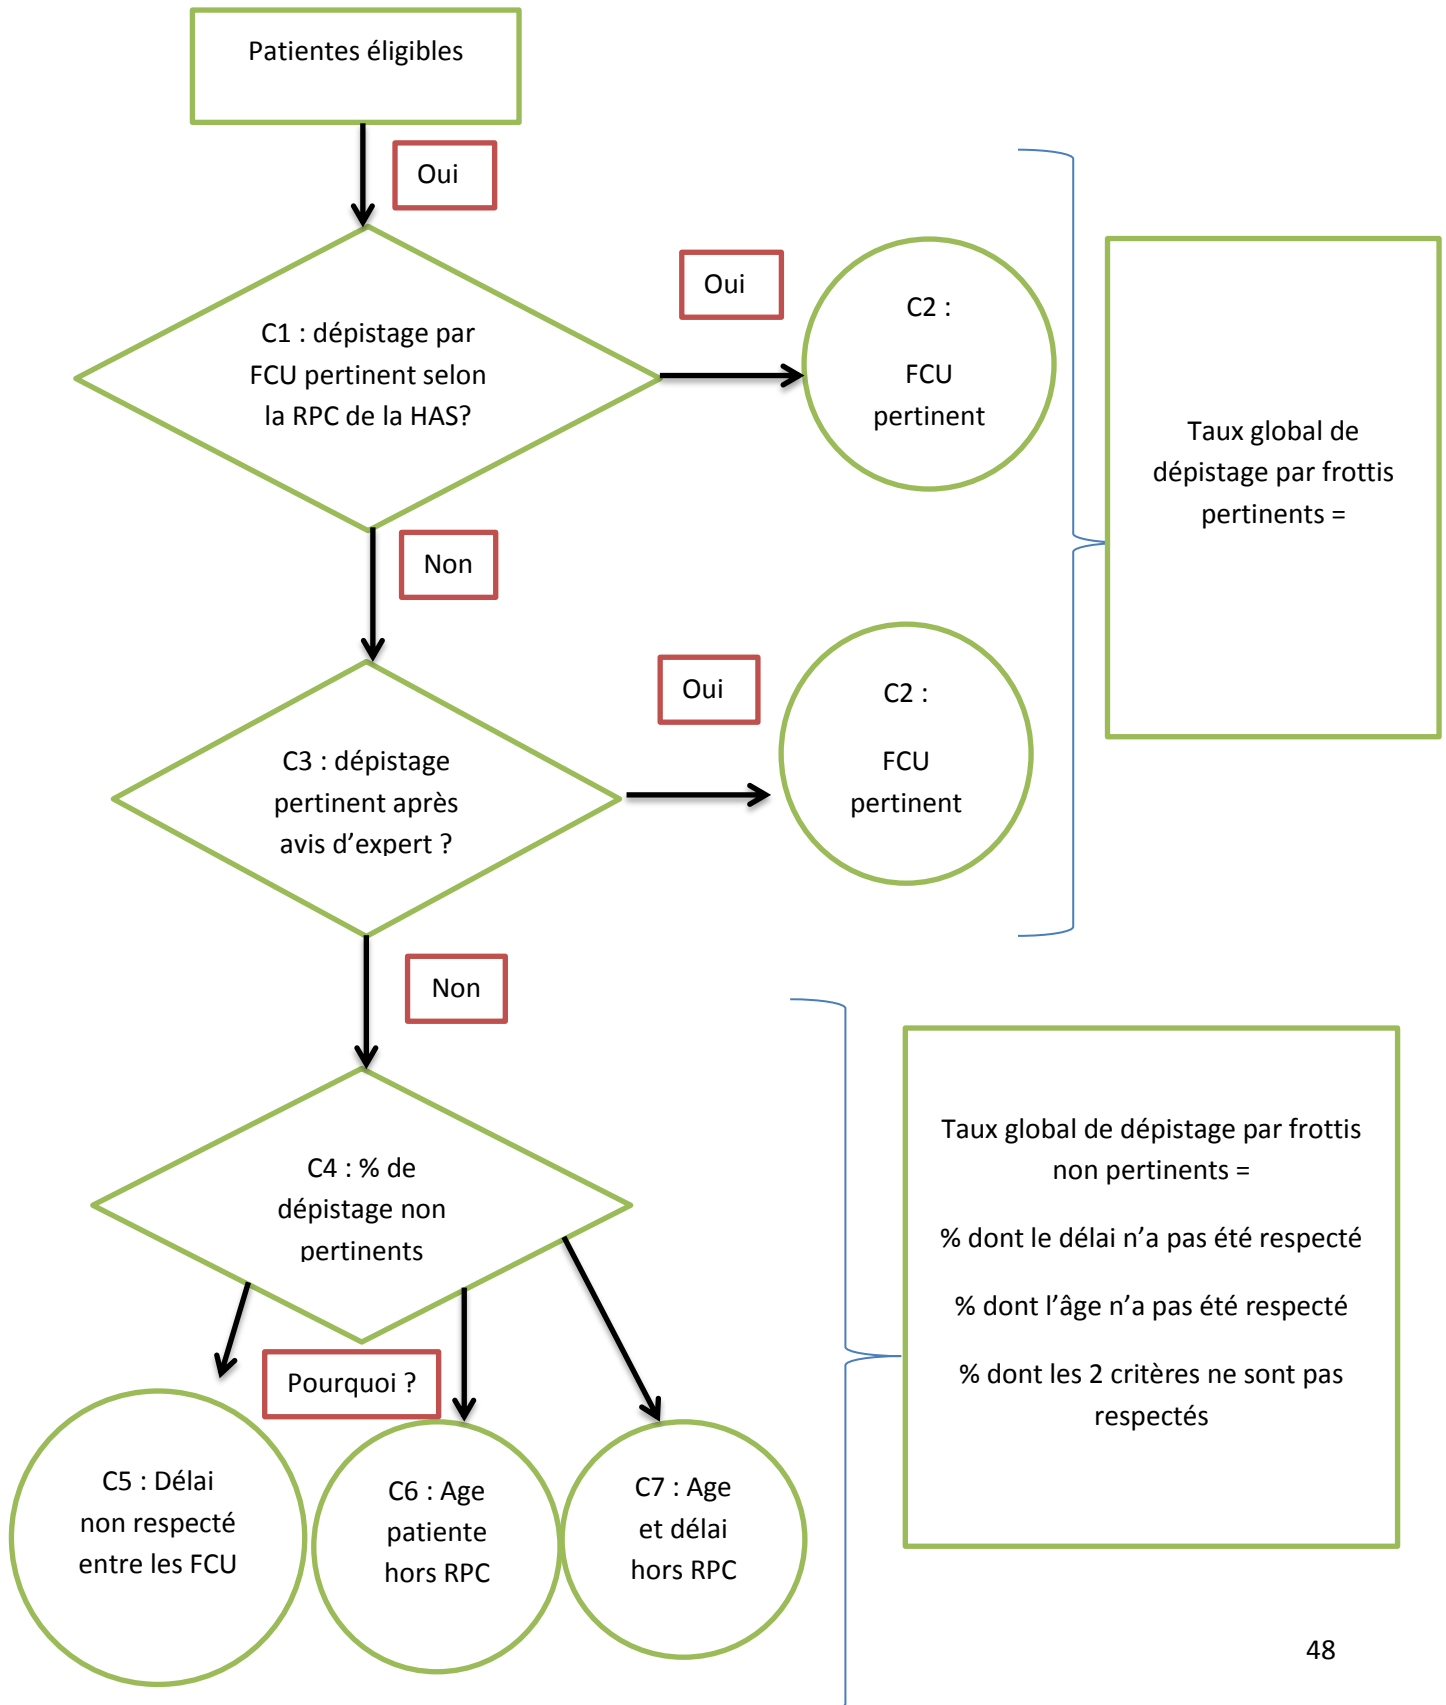 Patientes éligibles
Oui
C1 : dépistage par
FCU pertinent selon
la RPC de la HAS?
Oui
C2 :
FCU
pertinent
Taux global de
dépistage par frottis
pertinents =
Non
C3 : dépistage
pertinent après
avis d’expert ?
Oui
C2 :
FCU
pertinent
Non
C4 : % de
dépistage non
pertinents
Taux global de dépistage par frottis
non pertinents =
% dont le délai n’a pas été respecté
% dont l’âge n’a pas été respecté
% dont les 2 critères ne sont pas
respectés
Pourquoi ?
C5 : Délai
non respecté
entre les FCU
C6 : Age
patiente
hors RPC
C7 : Age
et délai
hors RPC
48